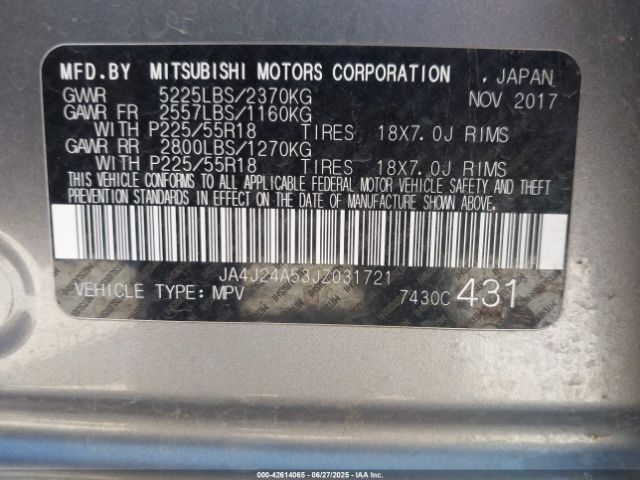 MFD.BY MITSUBISHI MOTORS CORPORATION , JAPAN
GVWR 5225LBS/2370KG NOV 2017
GAWR FR 2557LBS/1160KG
WITH P225/55R18 TIRES 18X7.0J RIMS
GAWR RR 2800LBS/1270KG
WITH P225/55R18 TIRES 18X7.0J RIMS
THIS VEHICLE CONFORMS TO ALL APPLICABLE FEDERAL MOTOR VEHICLE SAFETY AND THEFT
PREVENTION STANDARDS IN EFFECT ON THE DATE OF MANUFACTURE SHOWN ABOVE.
JA4J24A53JZ031721
VEHICLE TYPE: MPV 7430C 431
000-42614065 - 06/27/2025 - IAAI.COM